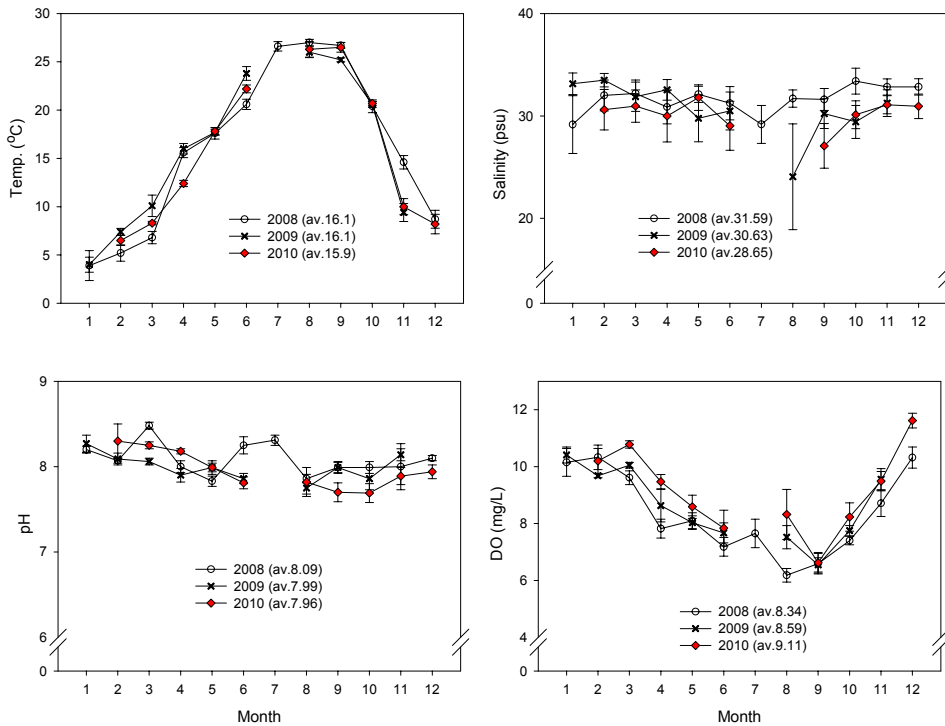 30
25
20
15
10
5
0
Temp. (°C)
2008 (av.16.1)
2009 (av.16.1)
2010 (av.15.9)
1 2 3 4 5 6 7 8 9 10 11 12
40
30
20
0
Salinity (psu)
2008 (av.31.59)
2009 (av.30.63)
2010 (av.28.65)
1 2 3 4 5 6 7 8 9 10 11 12
9
8
7
6
0
pH
2008 (av.8.09)
2009 (av.7.99)
2010 (av.7.96)
1 2 3 4 5 6 7 8 9 10 11 12
Month
12
10
8
6
4
0
DO (mg/L)
2008 (av.8.34)
2009 (av.8.59)
2010 (av.9.11)
1 2 3 4 5 6 7 8 9 10 11 12
Month